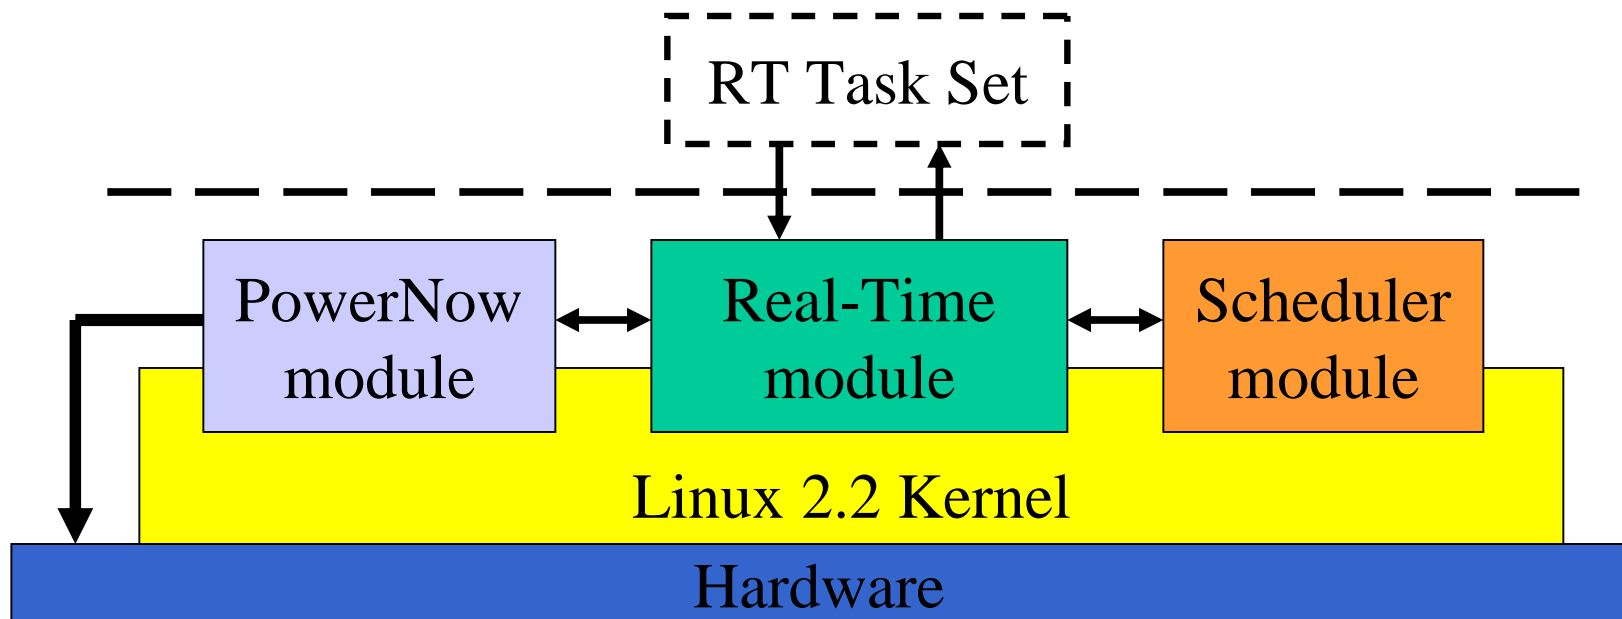 RT Task Set
PowerNow
module
Real-Time
module
Scheduler
module
Linux 2.2 Kernel
Hardware